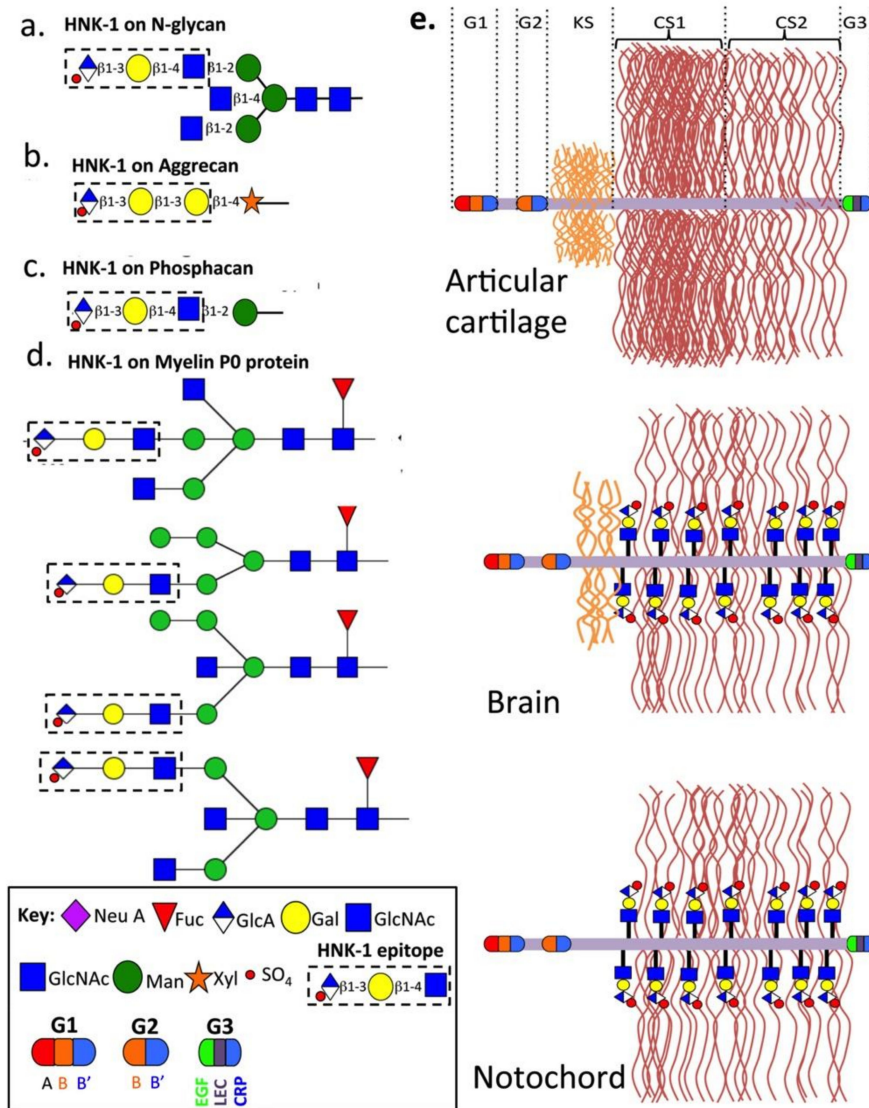 a. HNK-1 on N-glycan
β1-3 β1-4 β1-2
β1-4
β1-2
b. HNK-1 on Aggrecan
β1-3 β1-3 β1-4
c. HNK-1 on Phosphacan
β1-3 β1-4 β1-2
d. HNK-1 on Myelin P0 protein
Key: Neu A Fuc GlcA Gal GlcNAc
GlcNAc Man Xyl SO4
HNK-1 epitope
β1-3 β1-4
G1 G2 G3
A B B' B B' EGF LEC CRP
e. G1 G2 KS CS1 CS2 G3
Articular
cartilage
Brain
Notochord